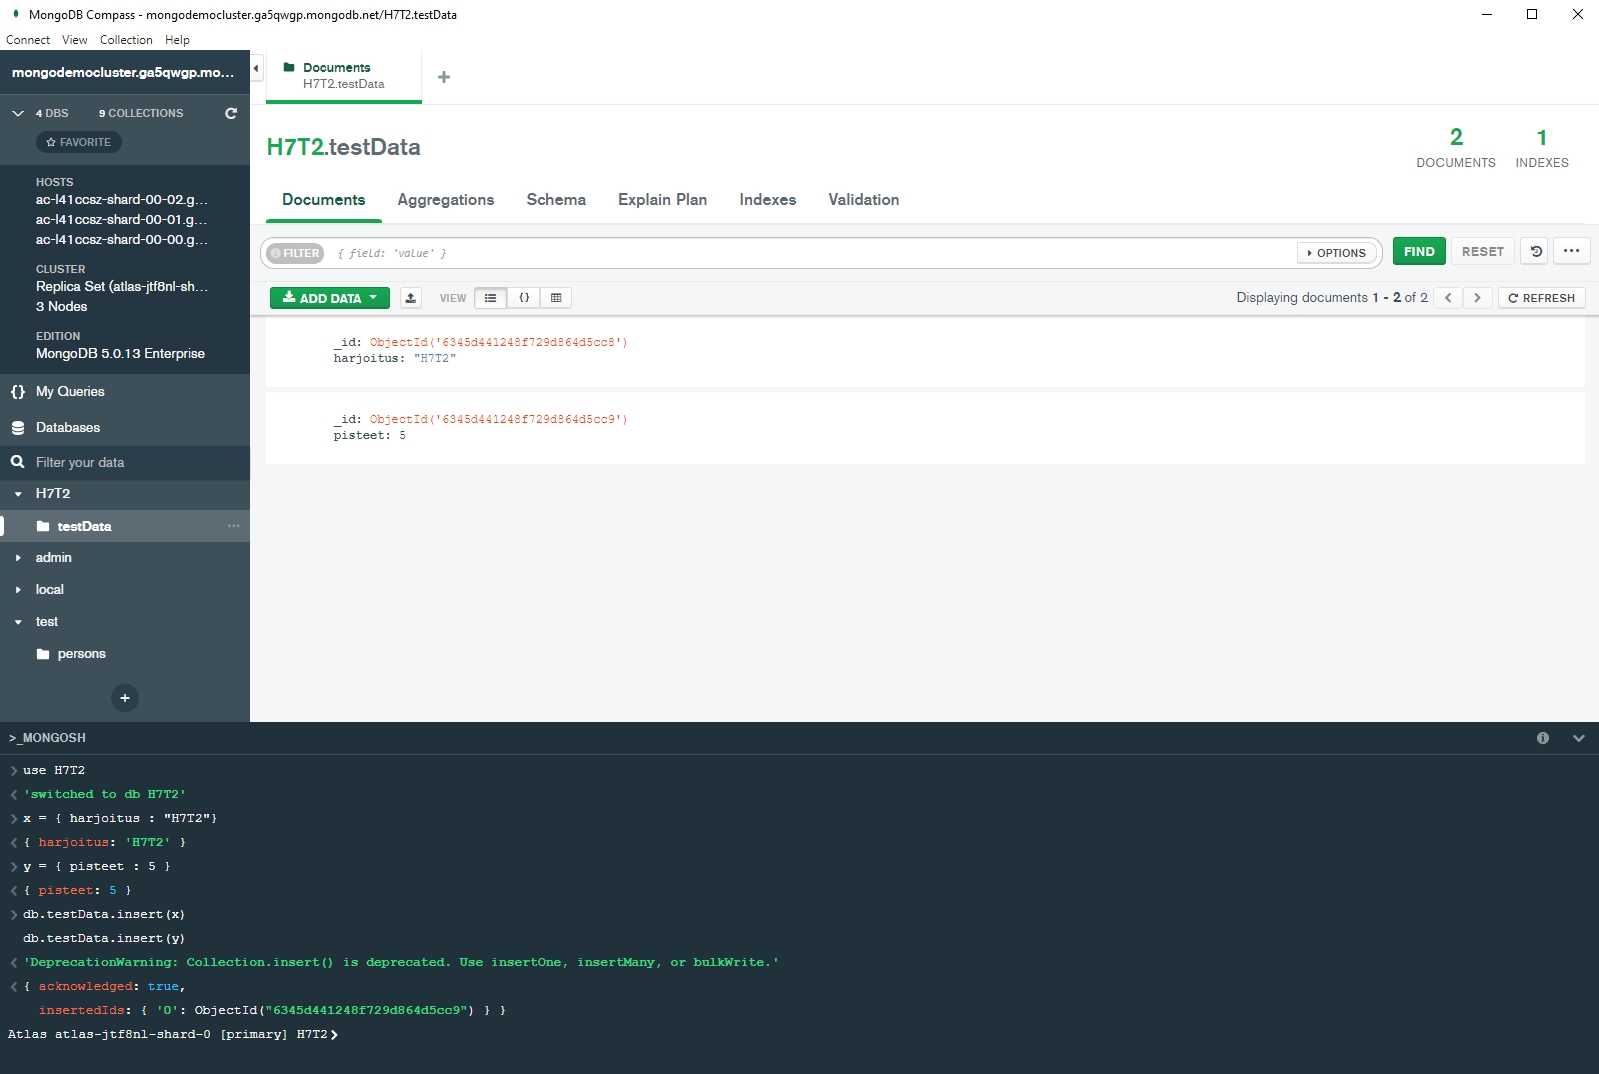 MongoDB Compass - mongodemocluster.ga5qwgp.mongodb.net/H7T2.testData
Connect View Collection Help
mongodemocluster.ga5qwgp.mo...
4 DBS 9 COLLECTIONS
FAVORITE
HOSTS
ac-l41ccsz-shard-00-02.g...
ac-l41ccsz-shard-00-01.g...
ac-l41ccsz-shard-00-00.g...
CLUSTER
Replica Set (atlas-jtf8nl-sh...
3 Nodes
EDITION
MongoDB 5.0.13 Enterprise
{} My Queries
Databases
Filter your data
H7T2
testData ...
admin
local
test
persons
+
Documents
H7T2.testData
+
H7T2.testData
2
DOCUMENTS
1
INDEXES
Documents Aggregations Schema Explain Plan Indexes Validation
FILTER { field: 'value' } OPTIONS FIND RESET ...
ADD DATA VIEW {} Displaying documents 1 - 2 of 2 < > REFRESH
_id: ObjectId('6345d441248f729d864d5cc8')
harjoitus: "H7T2"
_id: ObjectId('6345d441248f729d864d5cc9')
pisteet: 5
>_MONGOSH
> use H7T2
< 'switched to db H7T2'
> x = { harjoitus : "H7T2"}
< { harjoitus: 'H7T2' }
> y = { pisteet : 5 }
< { pisteet: 5 }
> db.testData.insert(x)
db.testData.insert(y)
< 'DeprecationWarning: Collection.insert() is deprecated. Use insertOne, insertMany, or bulkWrite.'
< { acknowledged: true,
insertedIds: { '0': ObjectId("6345d441248f729d864d5cc9") } }
Atlas atlas-jtf8nl-shard-0 [primary] H7T2>